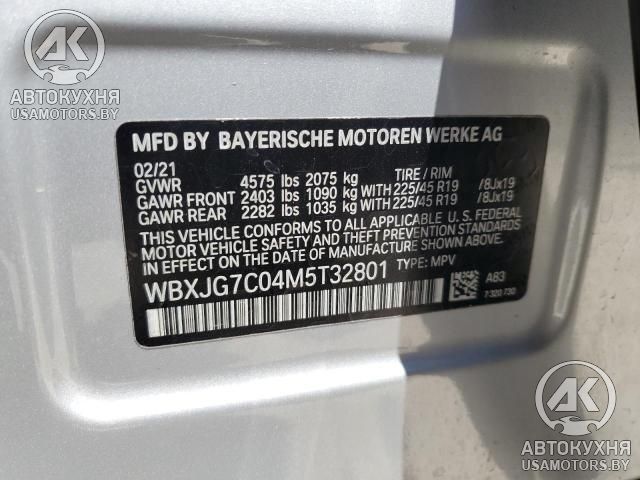 AK
АВТОКУХНЯ
USAMOTORS.BY
MFD BY BAYERISCHE MOTOREN WERKE AG
02/21 TIRE / RIM
GVWR 4575 lbs 2075 kg
GAWR FRONT 2403 lbs 1090 kg WITH 225/45 R19 /8Jx19
GAWR REAR 2282 lbs 1035 kg WITH 225/45 R19 /8Jx19
THIS VEHICLE CONFORMS TO ALL APPLICABLE U. S. FEDERAL
MOTOR VEHICLE SAFETY AND THEFT PREVENTION STANDARDS
IN EFFECT ON THE DATE OF MANUFACTURE SHOWN ABOVE.
WBXJG7C04M5T32801 TYPE: MPV
A83
7 320 730
AK
АВТОКУХНЯ
USAMOTORS.BY